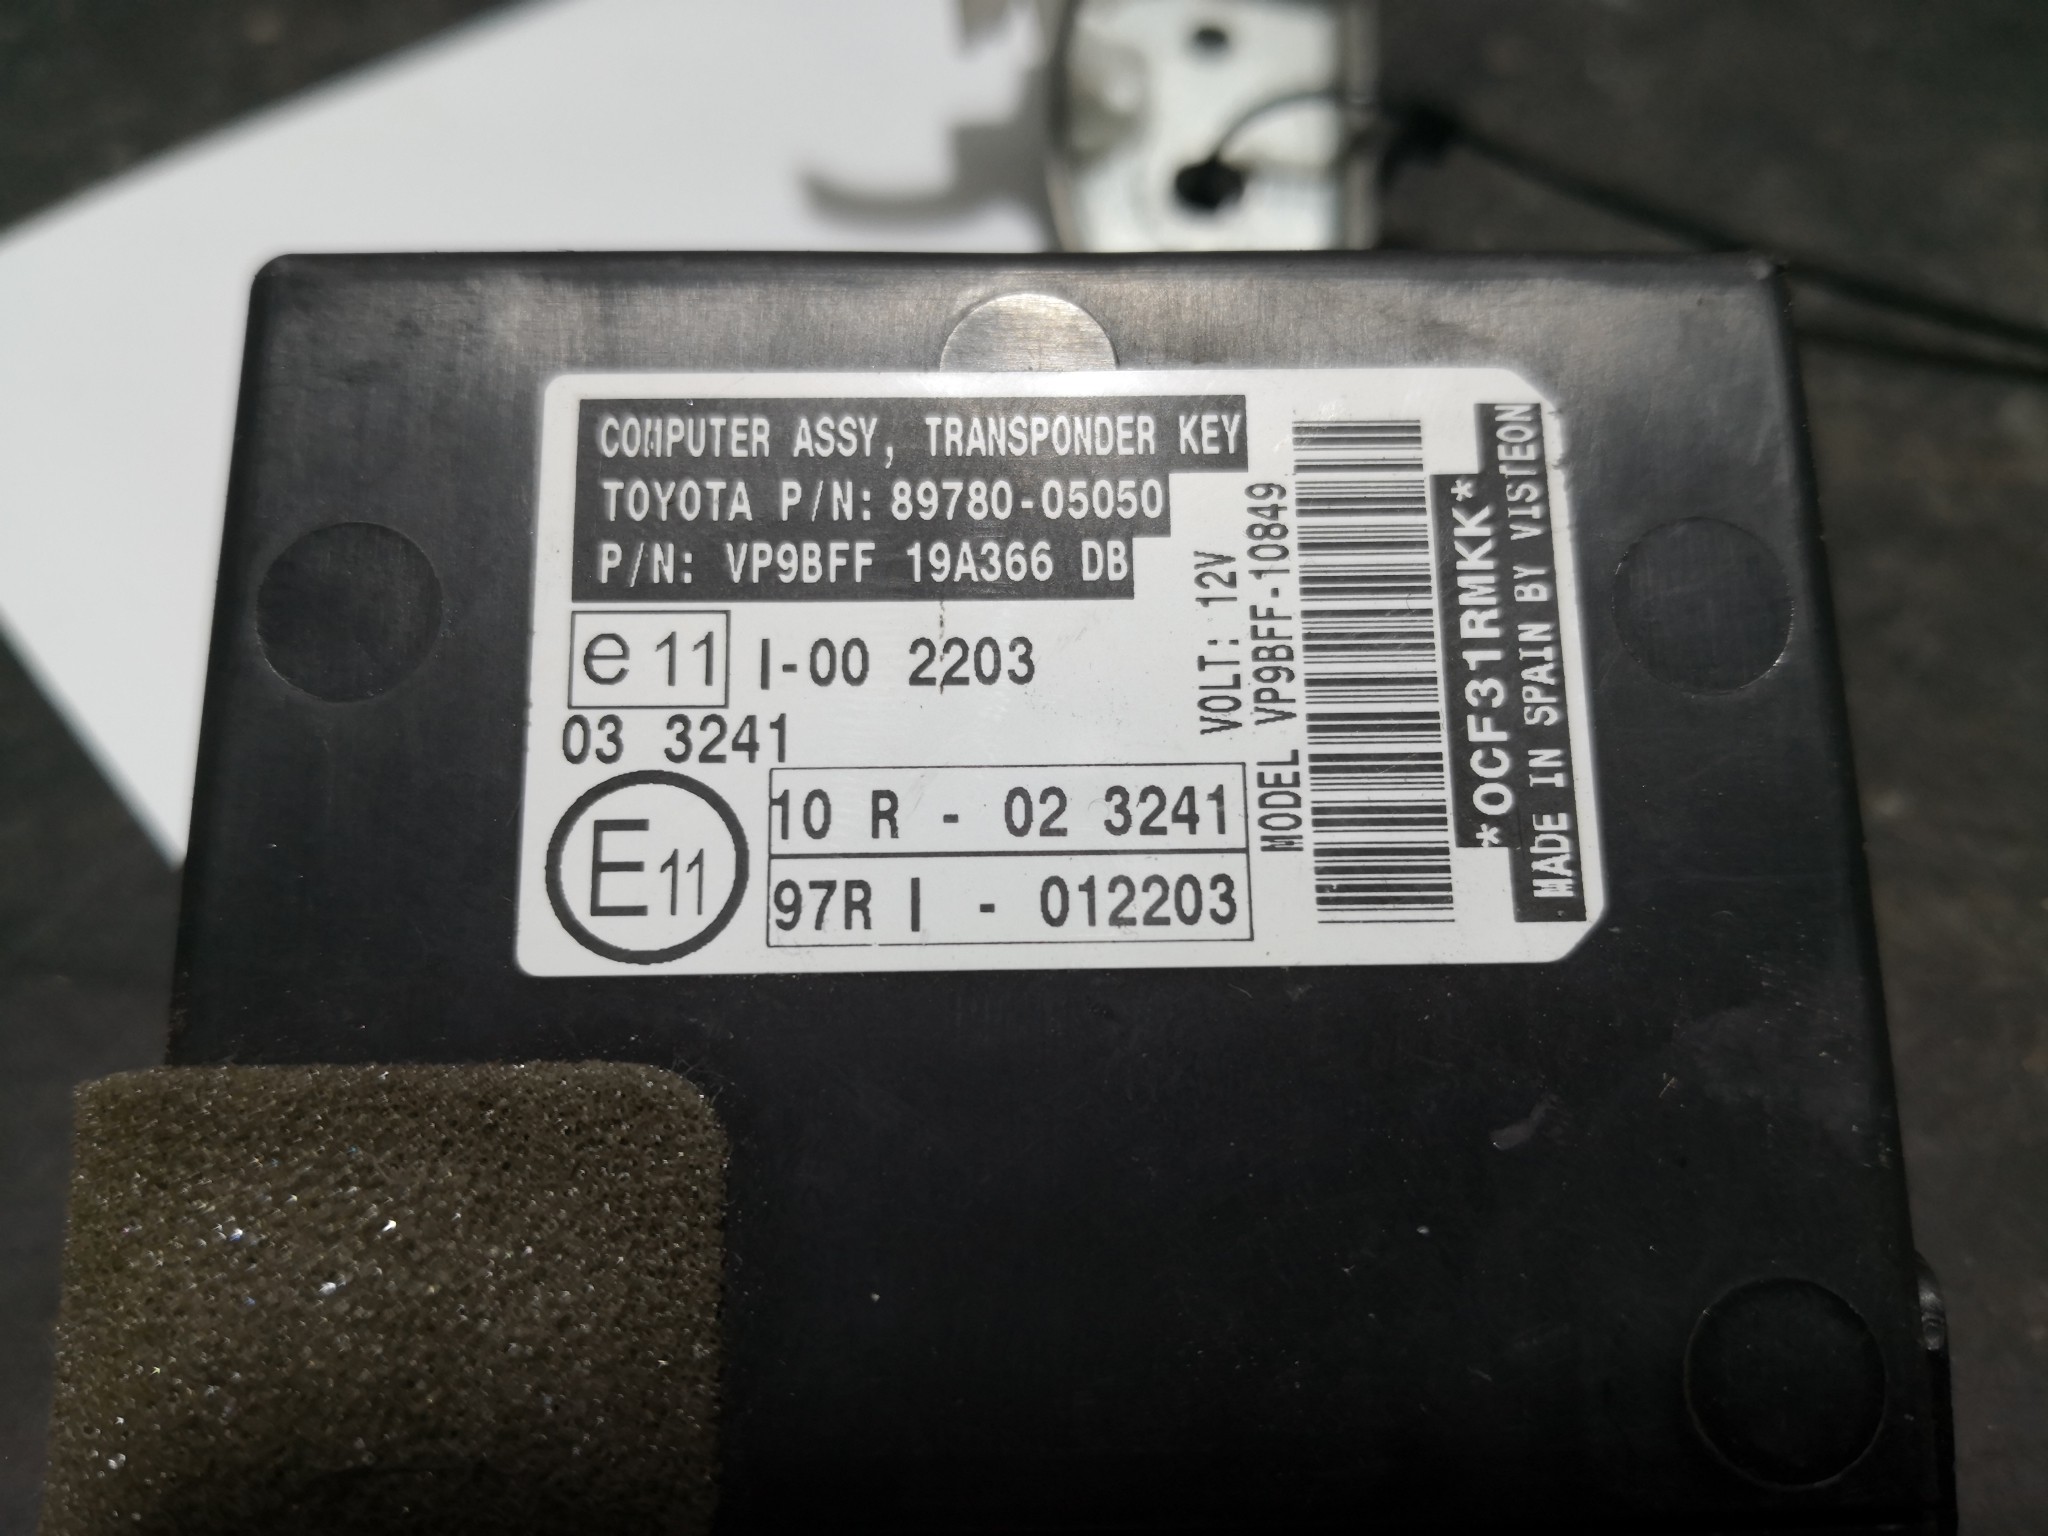 COMPUTER ASSY, TRANSPONDER KEY
TOYOTA P/N: 89780-05050
P/N: VP9BFF 19A366 DB
e 11 I-00 2203
03 3241
E11
10 R - 02 3241
97R I - 012203
VOLT: 12V
MODEL VP9BFF-10849
*OCF31RMKK*
MADE IN SPAIN BY VISTEON